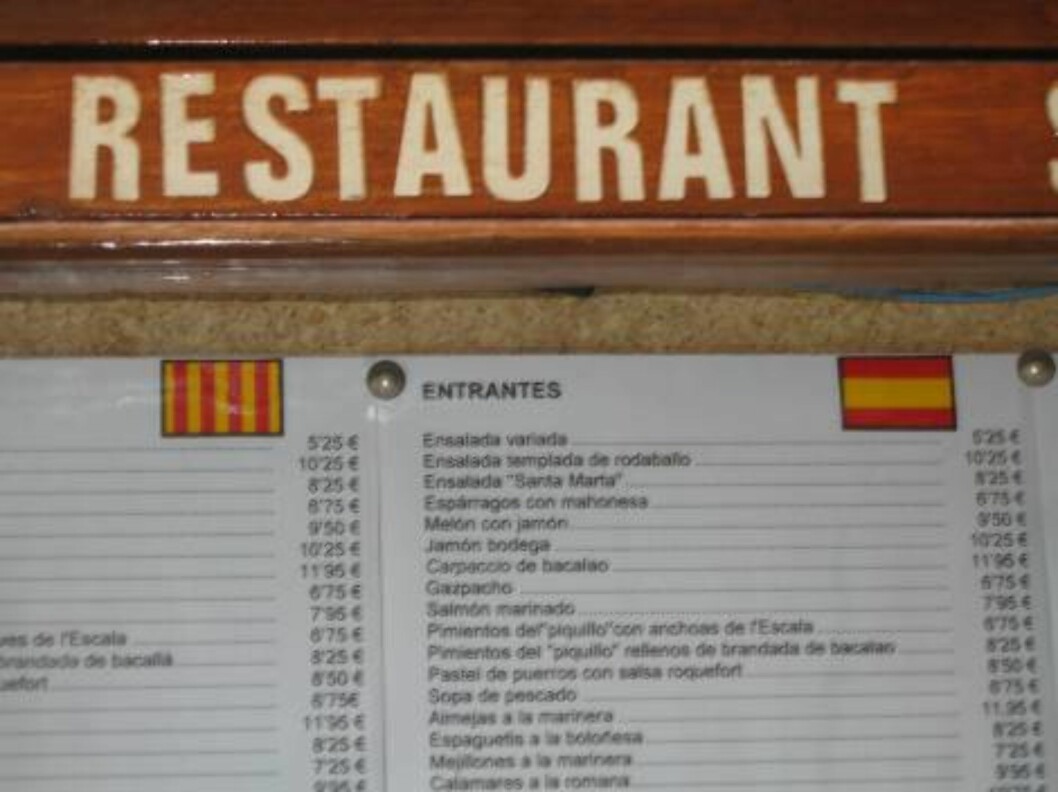 RESTAURANT
5'25 €
10'25 €
8'25 €
6'75 €
9'50 €
10'25 €
11'95 €
6'75 €
7'95 €
ues de l'Escala 6'75 €
brandada de bacallà 8'25 €
uefort 8'50 €
6'75€
11'95 €
8'25 €
7'25 €
9'95 €
ENTRANTES
Ensalada variada 5'25 €
Ensalada templada de rodaballo 10'25 €
Ensalada "Santa Marta" 8'25 €
Espárragos con mahonesa 6'75 €
Melón con jamón 9'50 €
Jamón bodega 10'25 €
Carpaccio de bacalao 11'95 €
Gazpacho 6'75 €
Salmón marinado 7'95 €
Pimientos del"piquillo"con anchoas de l'Escala 6'75 €
Pimientos del "piquillo" rellenos de brandada de bacalao 8'25 €
Pastel de puerros con salsa roquefort 8'50 €
Sopa de pescado 6'75 €
Almejas a la marinera 11.95 €
Espaguetis a la boloñesa 8'25 €
Mejillones a la marinera 7'25 €
Calamares a la romana 9'95 €